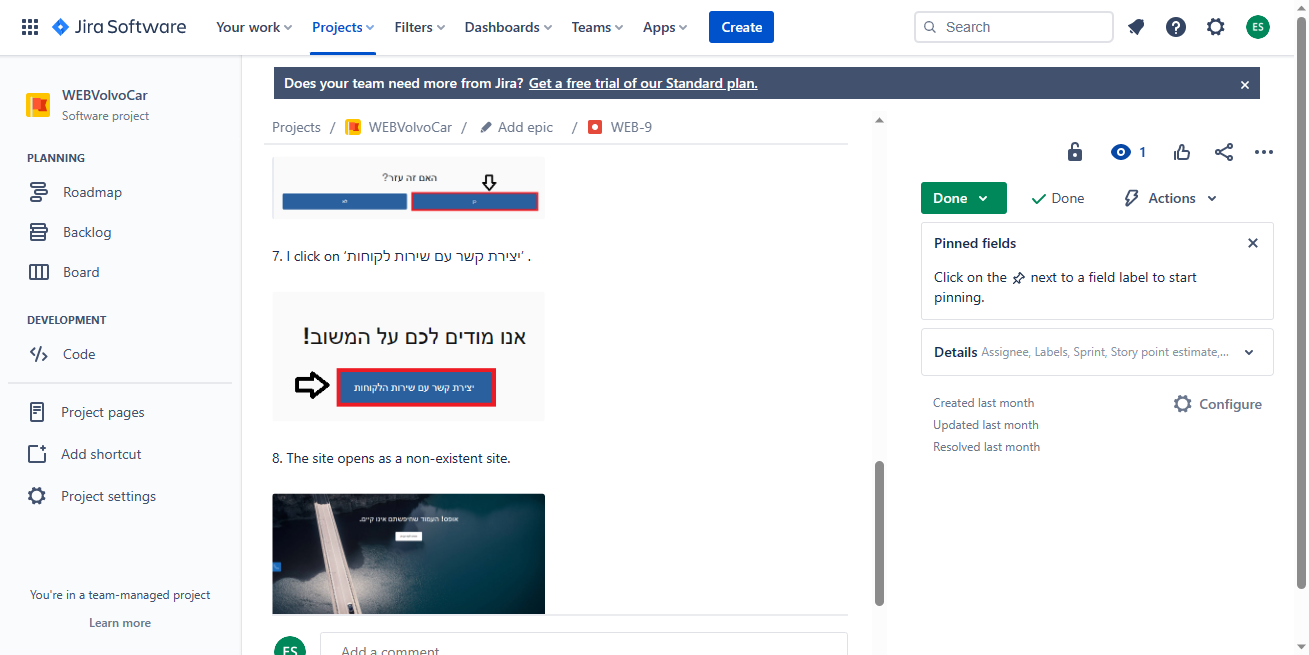 Jira Software
Your work
Projects
Filters
Dashboards
Teams
Apps
Create
Search
ES
WEBVolvoCar
Software project
PLANNING
Roadmap
Backlog
Board
DEVELOPMENT
Code
Project pages
Add shortcut
Project settings
You're in a team-managed project
Learn more
Does your team need more from Jira? Get a free trial of our Standard plan.
Projects / WEBVolvoCar / Add epic / WEB-9
האם זה עזר?
לא
כן
7. I click on ‘יצירת קשר עם שירות לקוחות’ .
אנו מודים לכם על המשוב!
יצירת קשר עם שירות הלקוחות
8. The site opens as a non-existent site.
אופס! העמוד שחיפשתם אינו קיים.
ES
Add a comment
1
Done
Done
Actions
Pinned fields
Click on the next to a field label to start
pinning.
Details Assignee, Labels, Sprint, Story point estimate,...
Created last month
Updated last month
Resolved last month
Configure